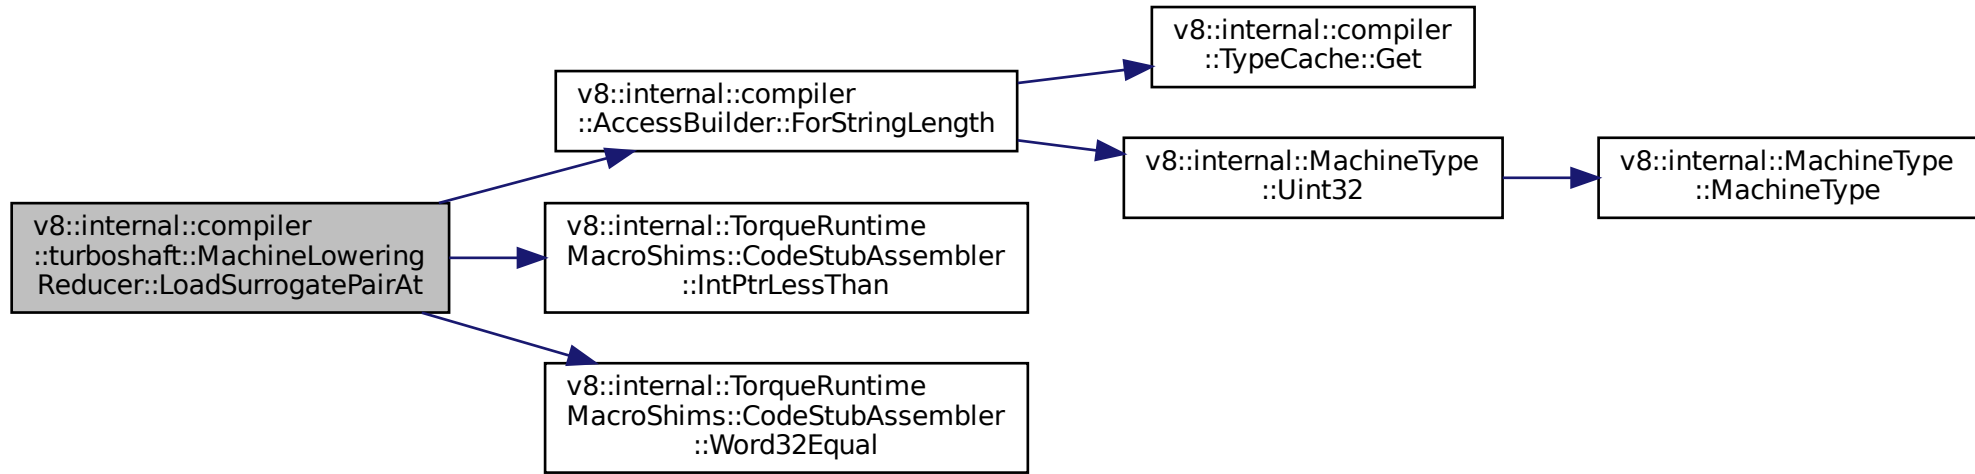 v8::internal::compiler
::turboshaft::MachineLowering
Reducer::LoadSurrogatePairAt
v8::internal::compiler
::AccessBuilder::ForStringLength
v8::internal::compiler
::TypeCache::Get
v8::internal::MachineType
::Uint32
v8::internal::MachineType
::MachineType
v8::internal::TorqueRuntime
MacroShims::CodeStubAssembler
::IntPtrLessThan
v8::internal::TorqueRuntime
MacroShims::CodeStubAssembler
::Word32Equal